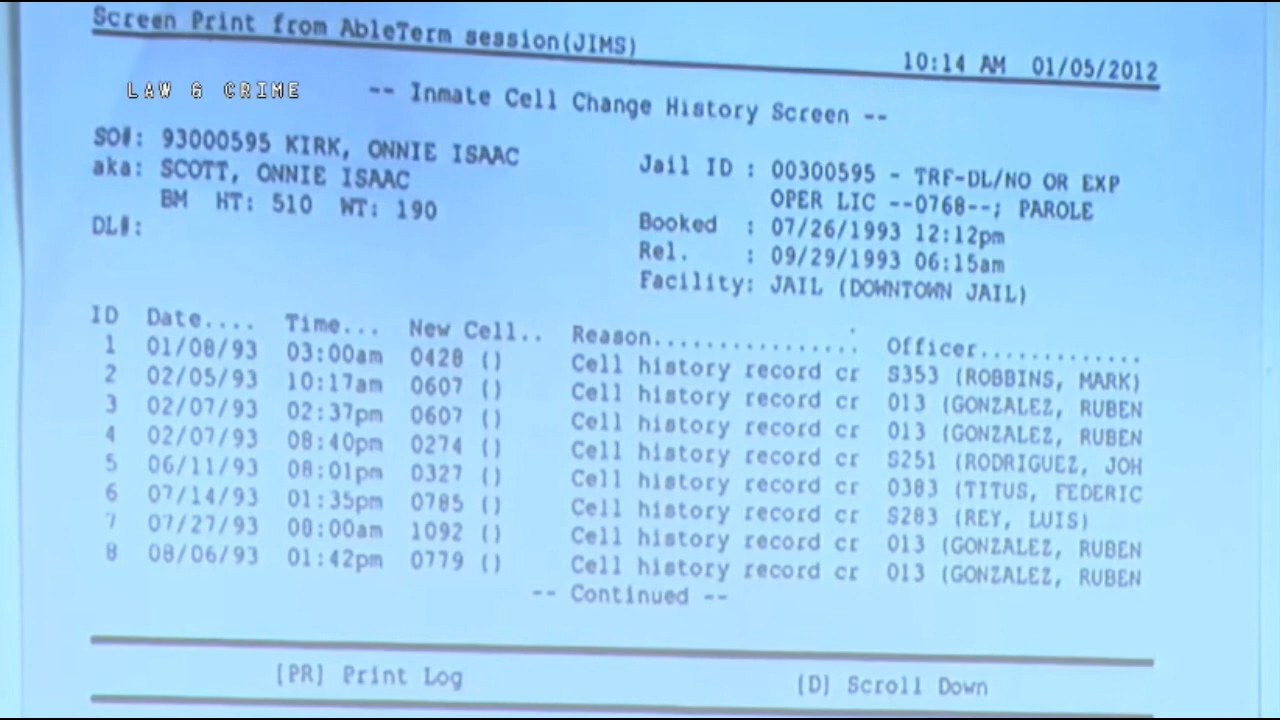 Screen Print from AbleTerm session(JIMS)
10:14 AM 01/05/2012
LAW & CRIME
-- Inmate Cell Change History Screen --
SO#: 93000595 KIRK, ONNIE ISAAC
aka: SCOTT, ONNIE ISAAC
BM HT: 510 WT: 190
DL#:
Jail ID : 00300595 - TRF-DL/NO OR EXP
OPER LIC --0768--; PAROLE
Booked : 07/26/1993 12:12pm
Rel. : 09/29/1993 06:15am
Facility: JAIL (DOWNTOWN JAIL)
ID Date.... Time... New Cell.. Reason................ Officer.............
1 01/08/93 03:00am 0428 () Cell history record cr S353 (ROBBINS, MARK)
2 02/05/93 10:17am 0607 () Cell history record cr 013 (GONZALEZ, RUBEN
3 02/07/93 02:37pm 0607 () Cell history record cr 013 (GONZALEZ, RUBEN
4 02/07/93 08:40pm 0274 () Cell history record cr S251 (RODRIGUEZ, JOH
5 06/11/93 08:01pm 0327 () Cell history record cr 0383 (TITUS, FEDERIC
6 07/14/93 01:35pm 0785 () Cell history record cr S283 (REY, LUIS)
7 07/27/93 08:00am 1092 () Cell history record cr 013 (GONZALEZ, RUBEN
8 08/06/93 01:42pm 0779 () Cell history record cr 013 (GONZALEZ, RUBEN
-- Continued --
[PR] Print Log [D] Scroll Down